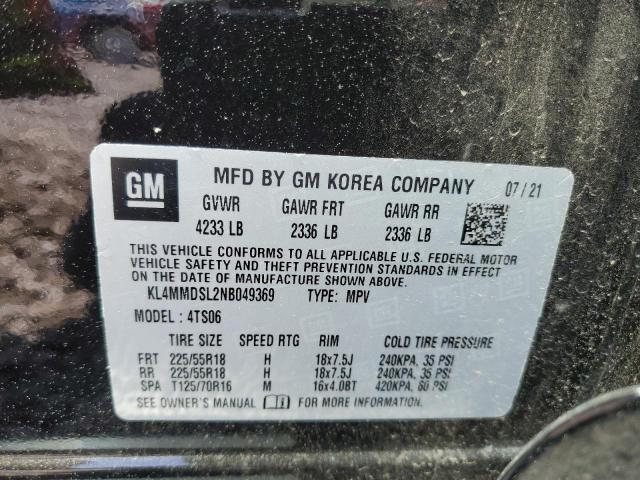 GM
MFD BY GM KOREA COMPANY 07/21
GVWR GAWR FRT GAWR RR
4233 LB 2336 LB 2336 LB
THIS VEHICLE CONFORMS TO ALL APPLICABLE U.S. FEDERAL MOTOR
VEHICLE SAFETY AND THEFT PREVENTION STANDARDS IN EFFECT
ON THE DATE OF MANUFACTURE SHOWN ABOVE.
KL4MMDSL2NB049369 TYPE: MPV
MODEL: 4TS06
TIRE SIZE SPEED RTG RIM COLD TIRE PRESSURE
FRT 225/55R18 H 18x7.5J 240KPA, 35 PSI
RR 225/55R18 H 18x7.5J 240KPA, 35 PSI
SPA T125/70R16 M 16x4.0BT 420KPA, 60 PSI
SEE OWNER'S MANUAL FOR MORE INFORMATION.